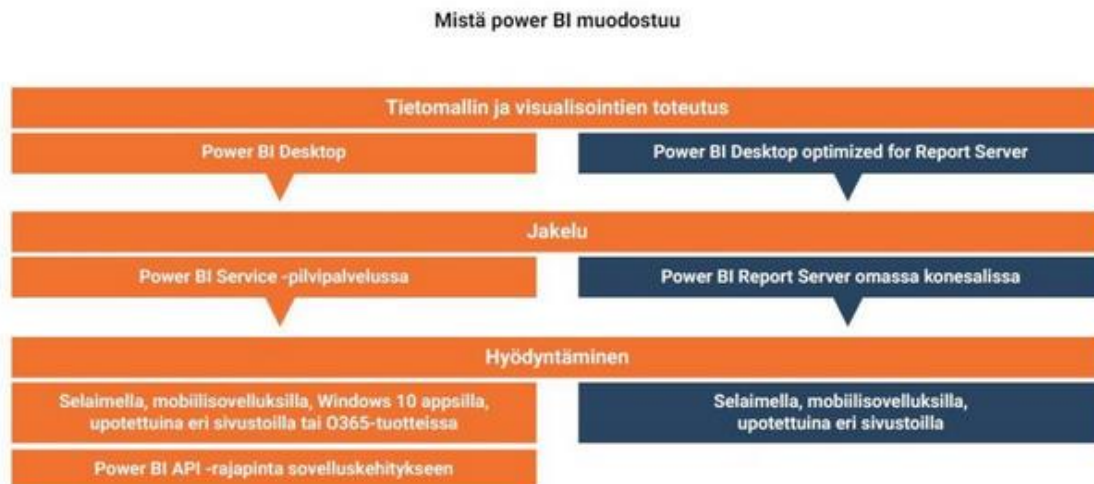 Mistä power BI muodostuu
Tietomallin ja visualisointien toteutus
Power BI Desktop
Power BI Desktop optimized for Report Server
Jakelu
Power BI Service -pilvipalvelussa
Power BI Report Server omassa konesalissa
Hyödyntäminen
Selaimella, mobiilisovelluksilla, Windows 10 appsilla,
upotettuina eri sivustoilla tai O365-tuotteissa
Selaimella, mobiilisovelluksilla,
upotettuina eri sivustoilla
Power BI API -rajapinta sovelluskehitykseen